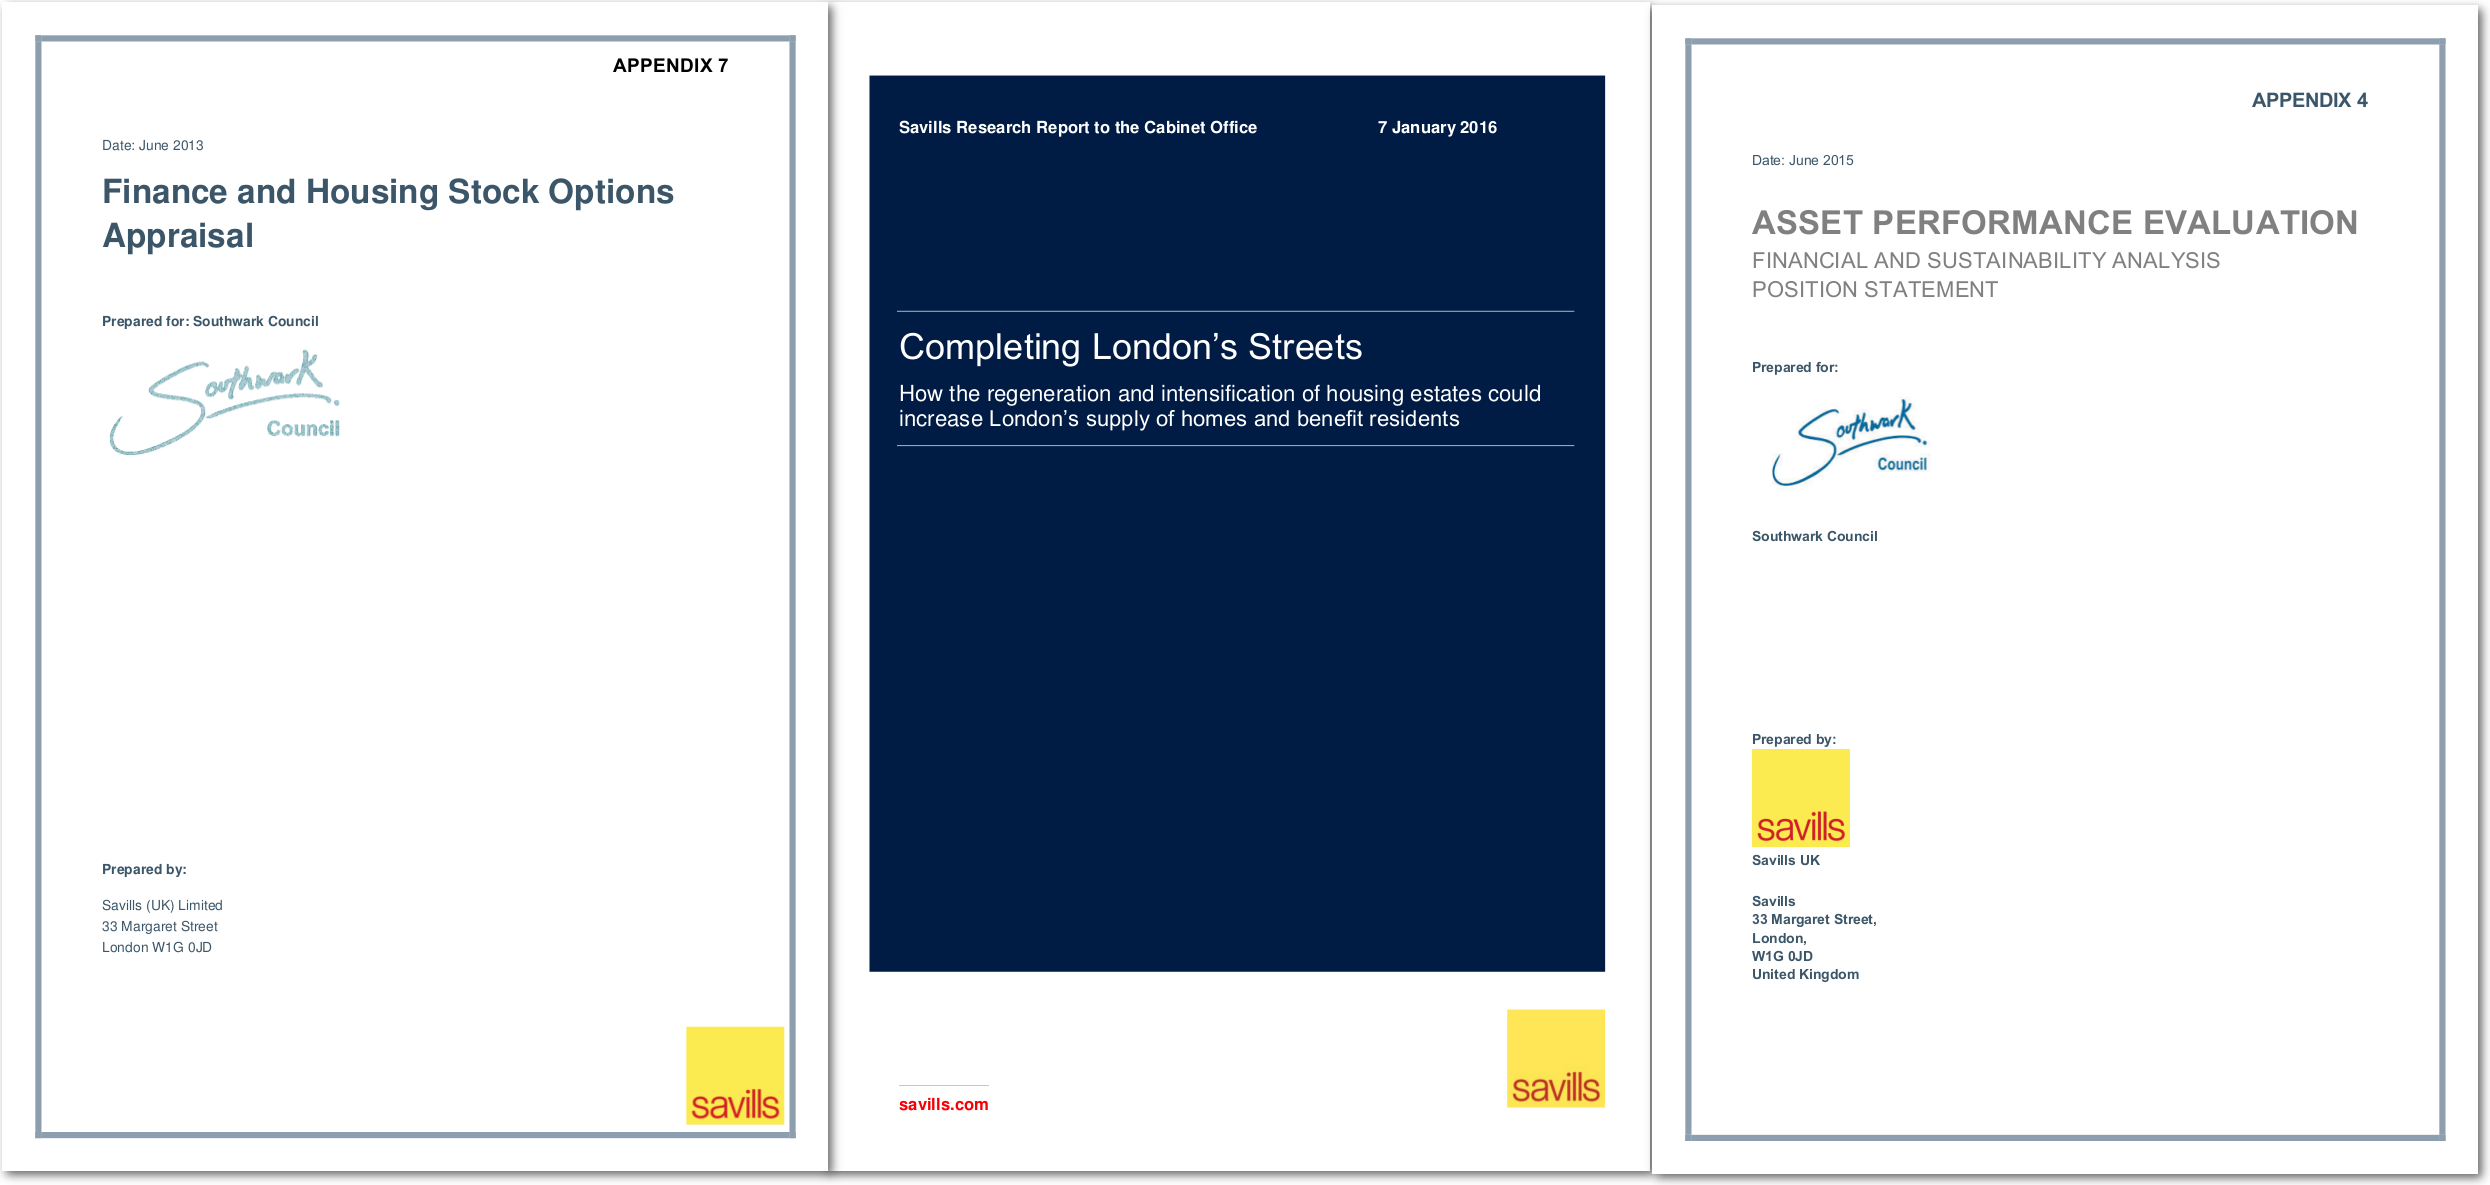 APPENDIX 7
Date: June 2013
Finance and Housing Stock Options
Appraisal
Prepared for: Southwark Council
Southwark
Council
Prepared by:
Savills (UK) Limited
33 Margaret Street
London W1G 0JD
savills
Savills Research Report to the Cabinet Office 7 January 2016
Completing London’s Streets
How the regeneration and intensification of housing estates could
increase London’s supply of homes and benefit residents
savills.com
savills
APPENDIX 4
Date: June 2015
ASSET PERFORMANCE EVALUATION
FINANCIAL AND SUSTAINABILITY ANALYSIS
POSITION STATEMENT
Prepared for:
Southwark
Council
Southwark Council
Prepared by:
savills
Savills UK
Savills
33 Margaret Street,
London,
W1G 0JD
United Kingdom